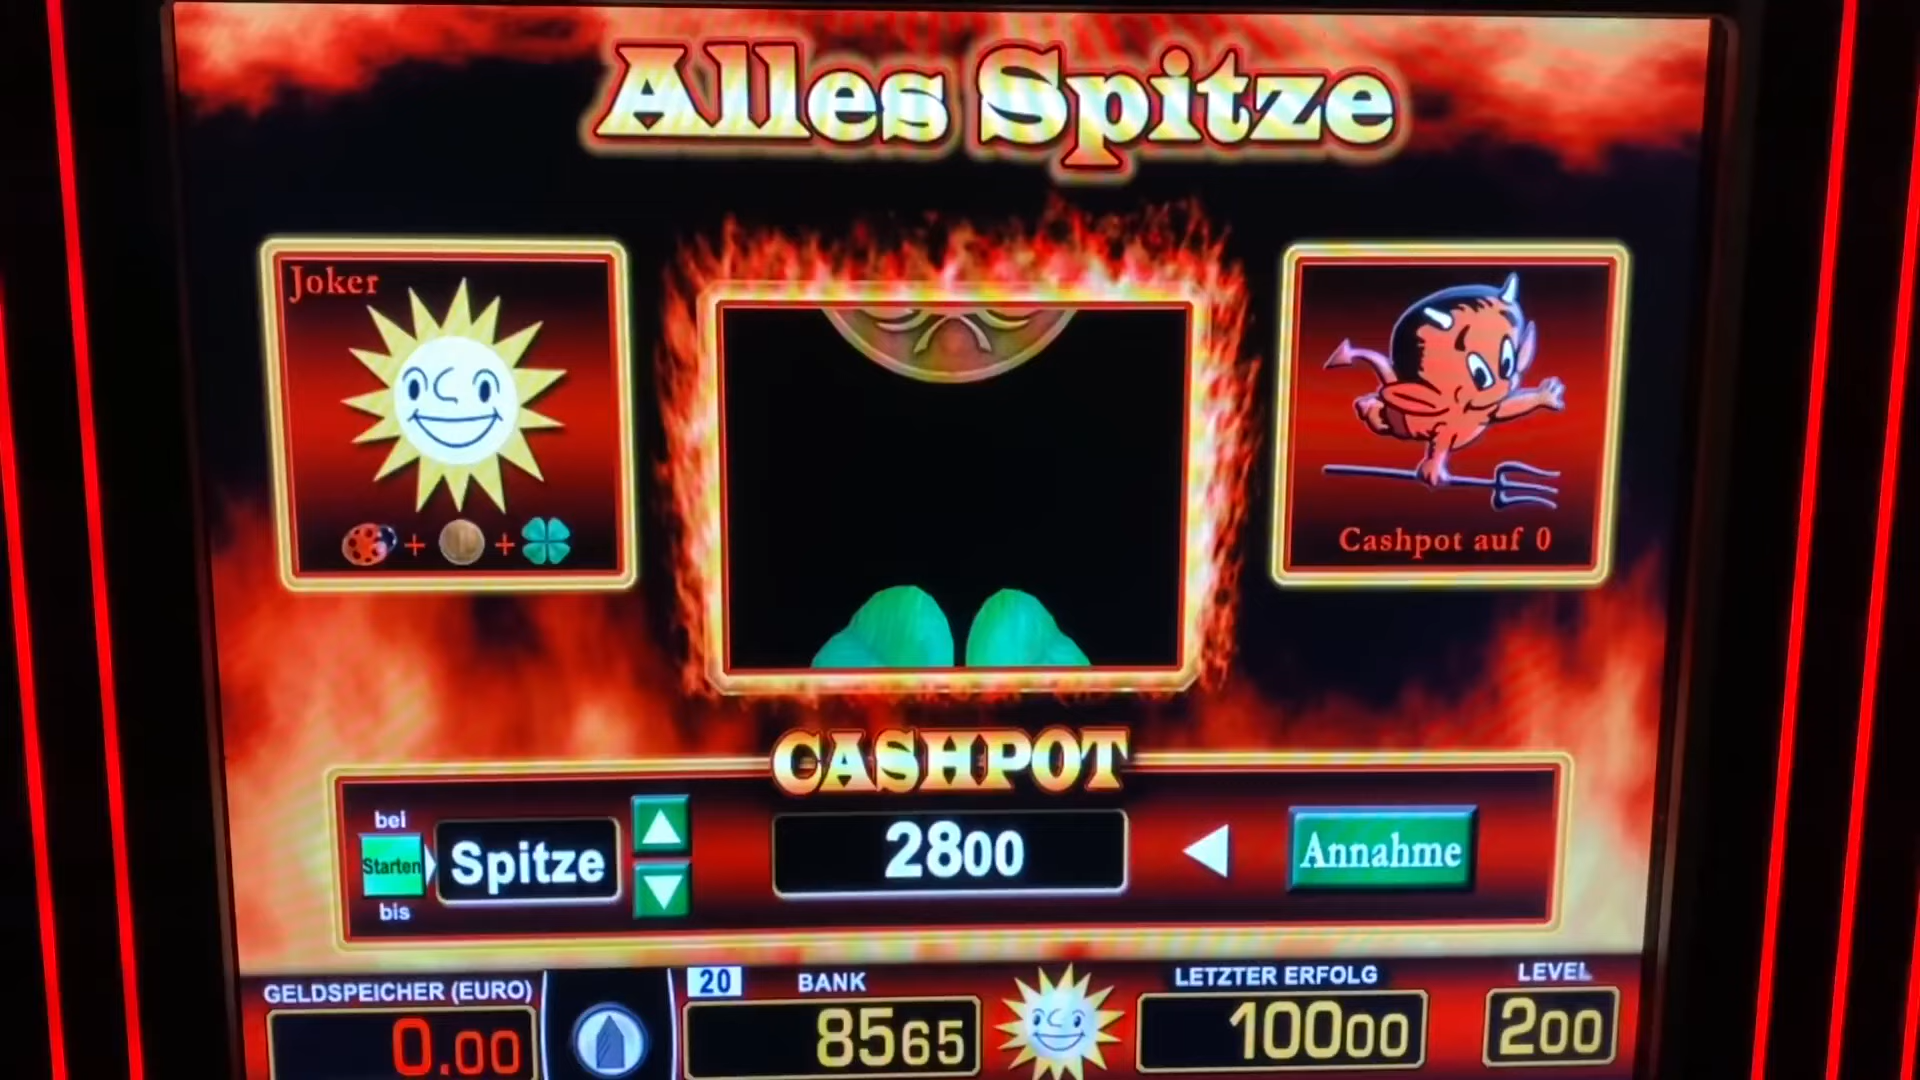 Alles Spitze
Joker
+ +
Cashpot auf 0
CASHPOT
bei
Starten
bis
Spitze
2800
Annahme
GELDSPEICHER (EURO)
0.00
20 BANK
8565
LETZTER ERFOLG
10000
LEVEL
200